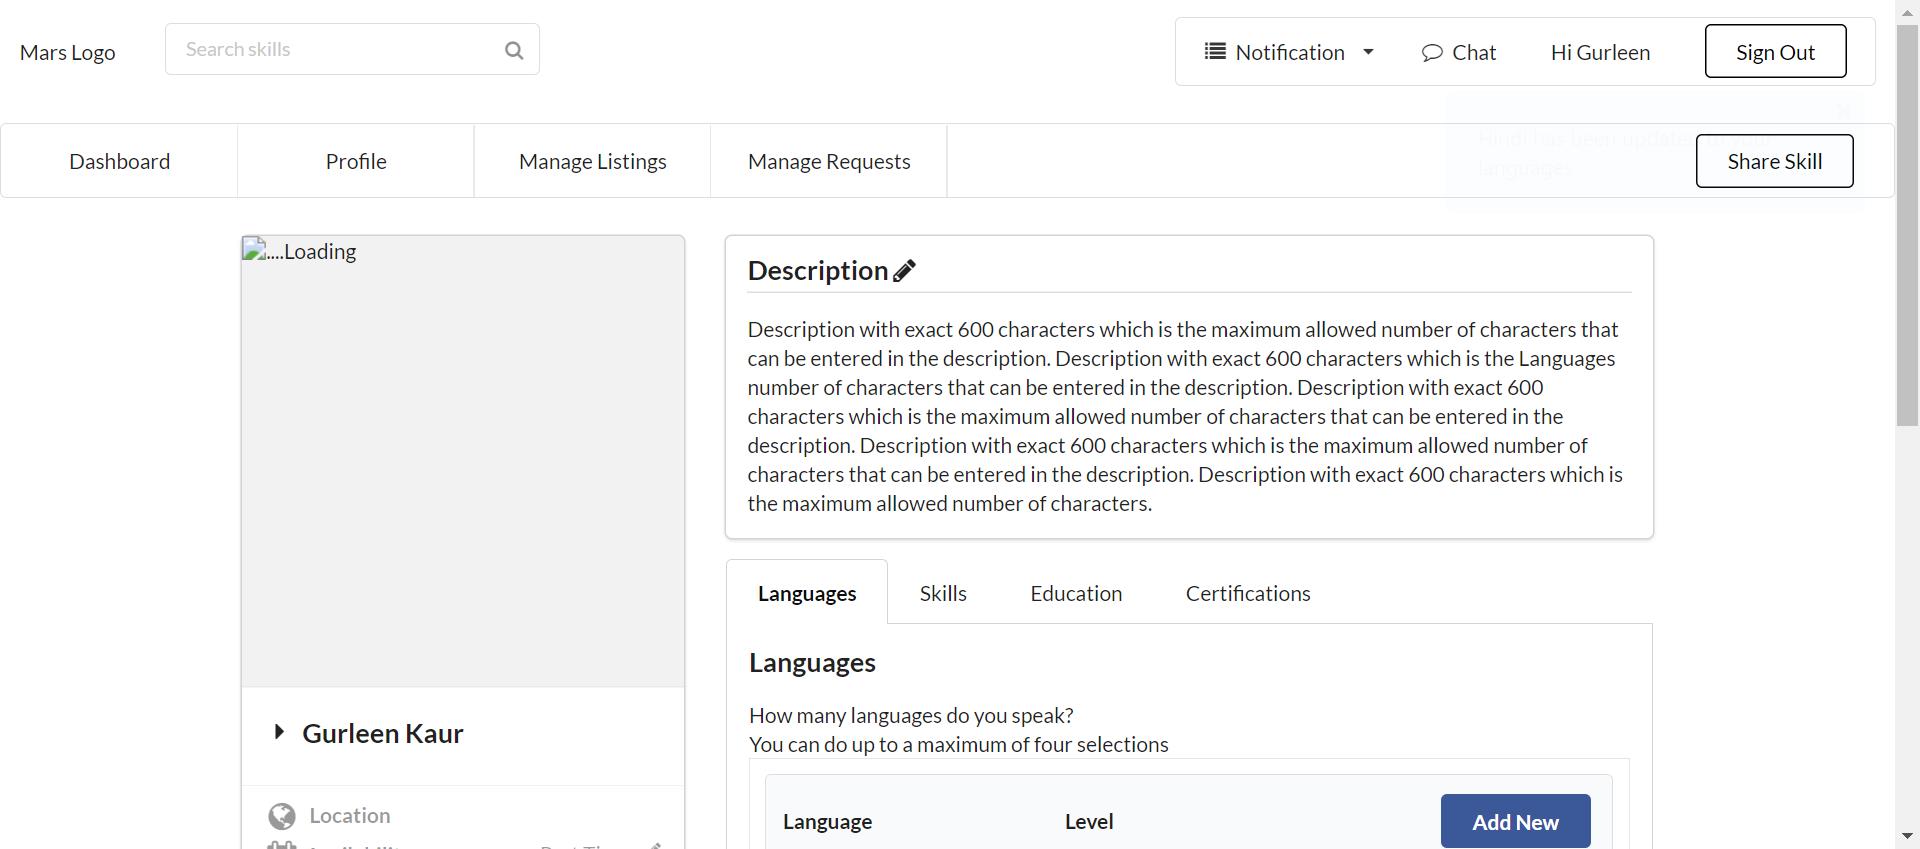 Mars Logo
Search skills
Notification
Chat
Hi Gurleen
Sign Out
Dashboard
Profile
Manage Listings
Manage Requests
Hindi has been updated to your
languages
Share Skill
....Loading
Description
Description with exact 600 characters which is the maximum allowed number of characters that
can be entered in the description. Description with exact 600 characters which is the Languages
number of characters that can be entered in the description. Description with exact 600
characters which is the maximum allowed number of characters that can be entered in the
description. Description with exact 600 characters which is the maximum allowed number of
characters that can be entered in the description. Description with exact 600 characters which is
the maximum allowed number of characters.
Languages
Skills
Education
Certifications
Languages
How many languages do you speak?
You can do up to a maximum of four selections
Language
Level
Add New
Gurleen Kaur
Location